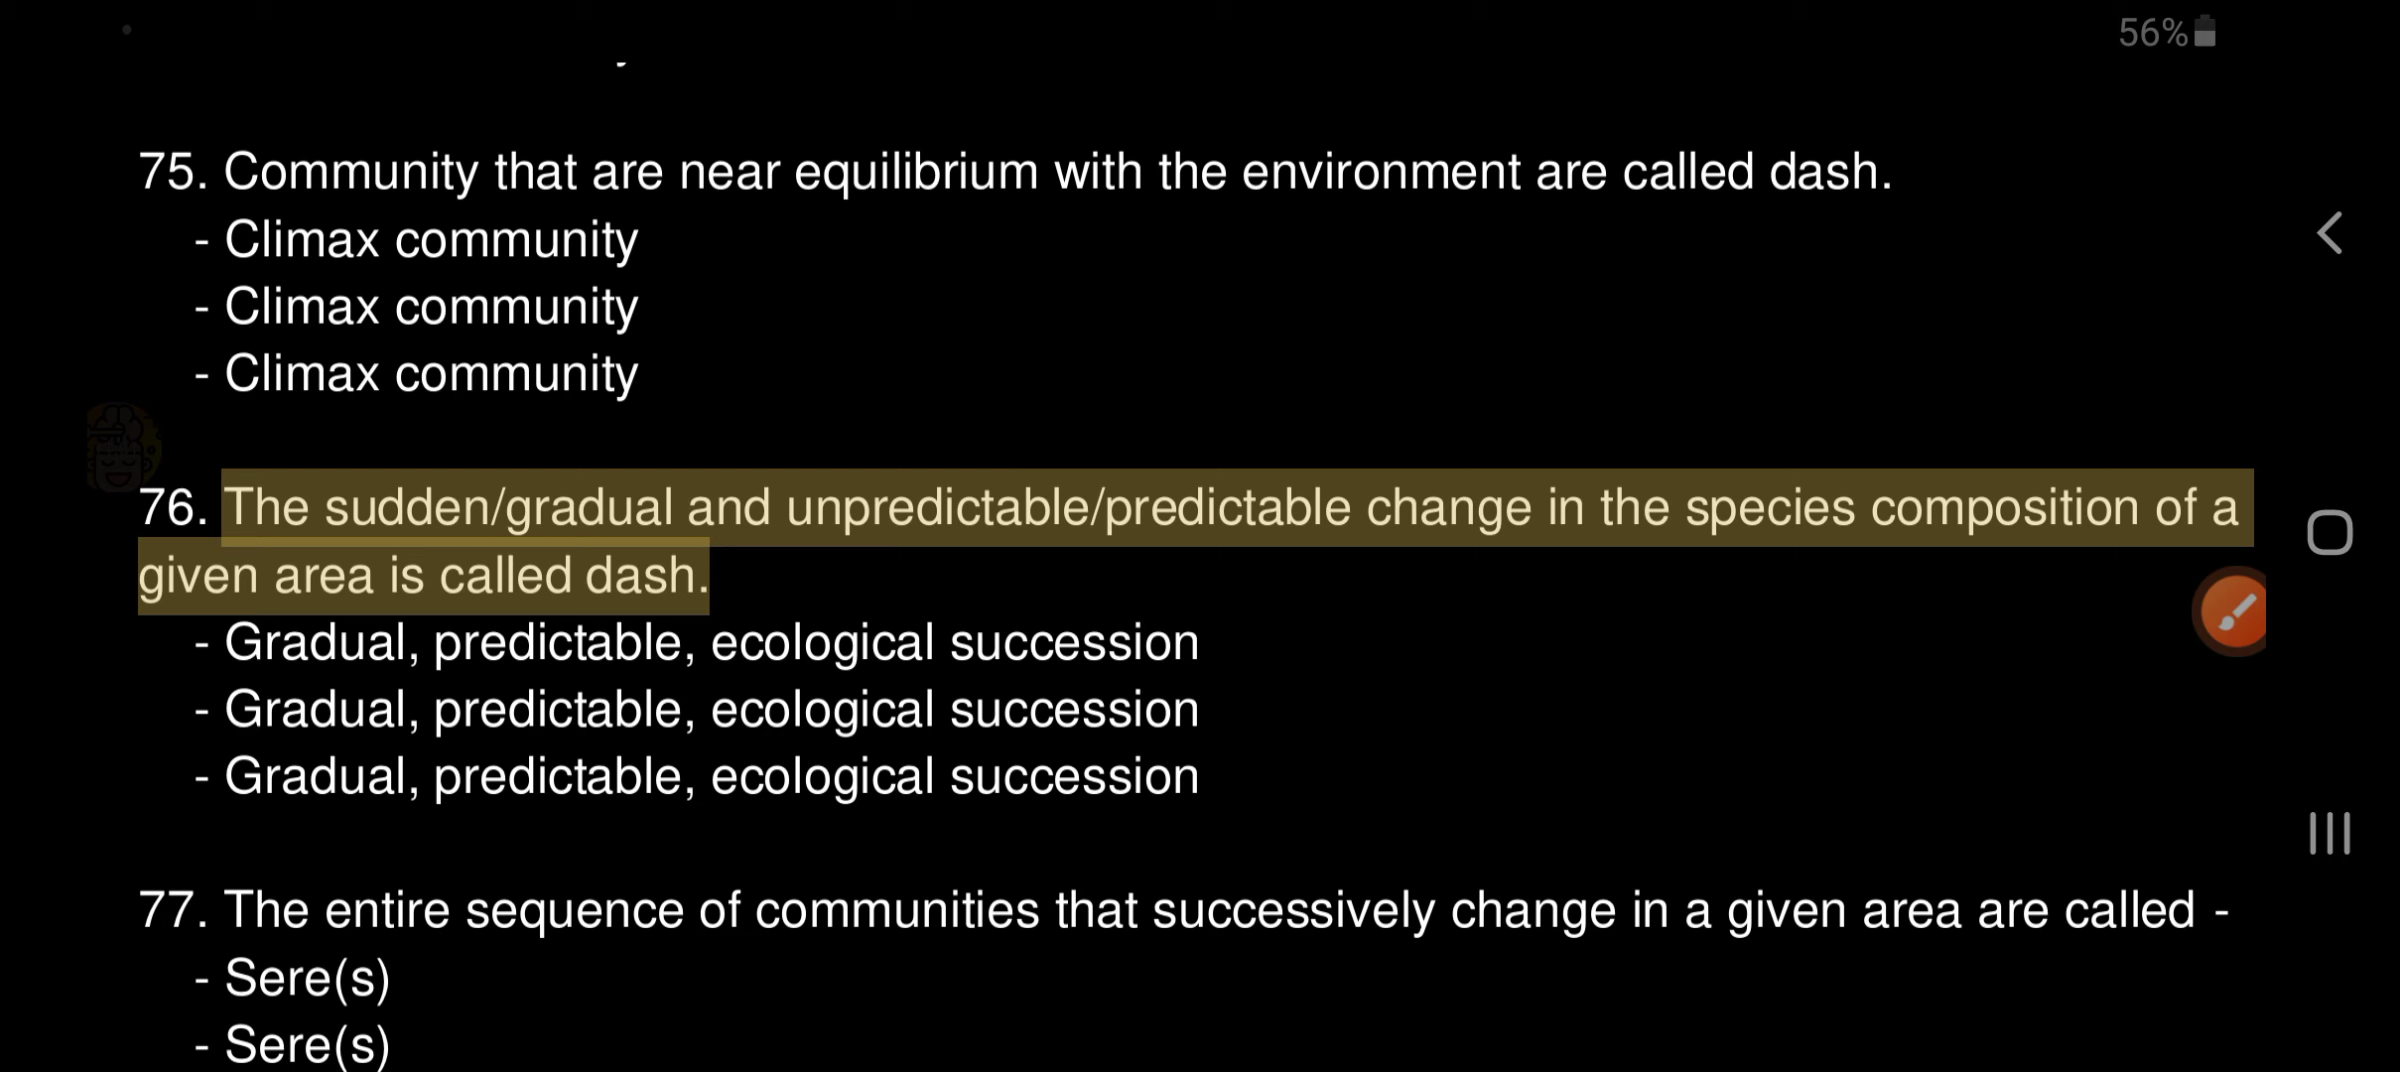 56%
75. Community that are near equilibrium with the environment are called dash.
- Climax community
- Climax community
- Climax community
76. The sudden/gradual and unpredictable/predictable change in the species composition of a
given area is called dash.
- Gradual, predictable, ecological succession
- Gradual, predictable, ecological succession
- Gradual, predictable, ecological succession
77. The entire sequence of communities that successively change in a given area are called -
- Sere(s)
- Sere(s)